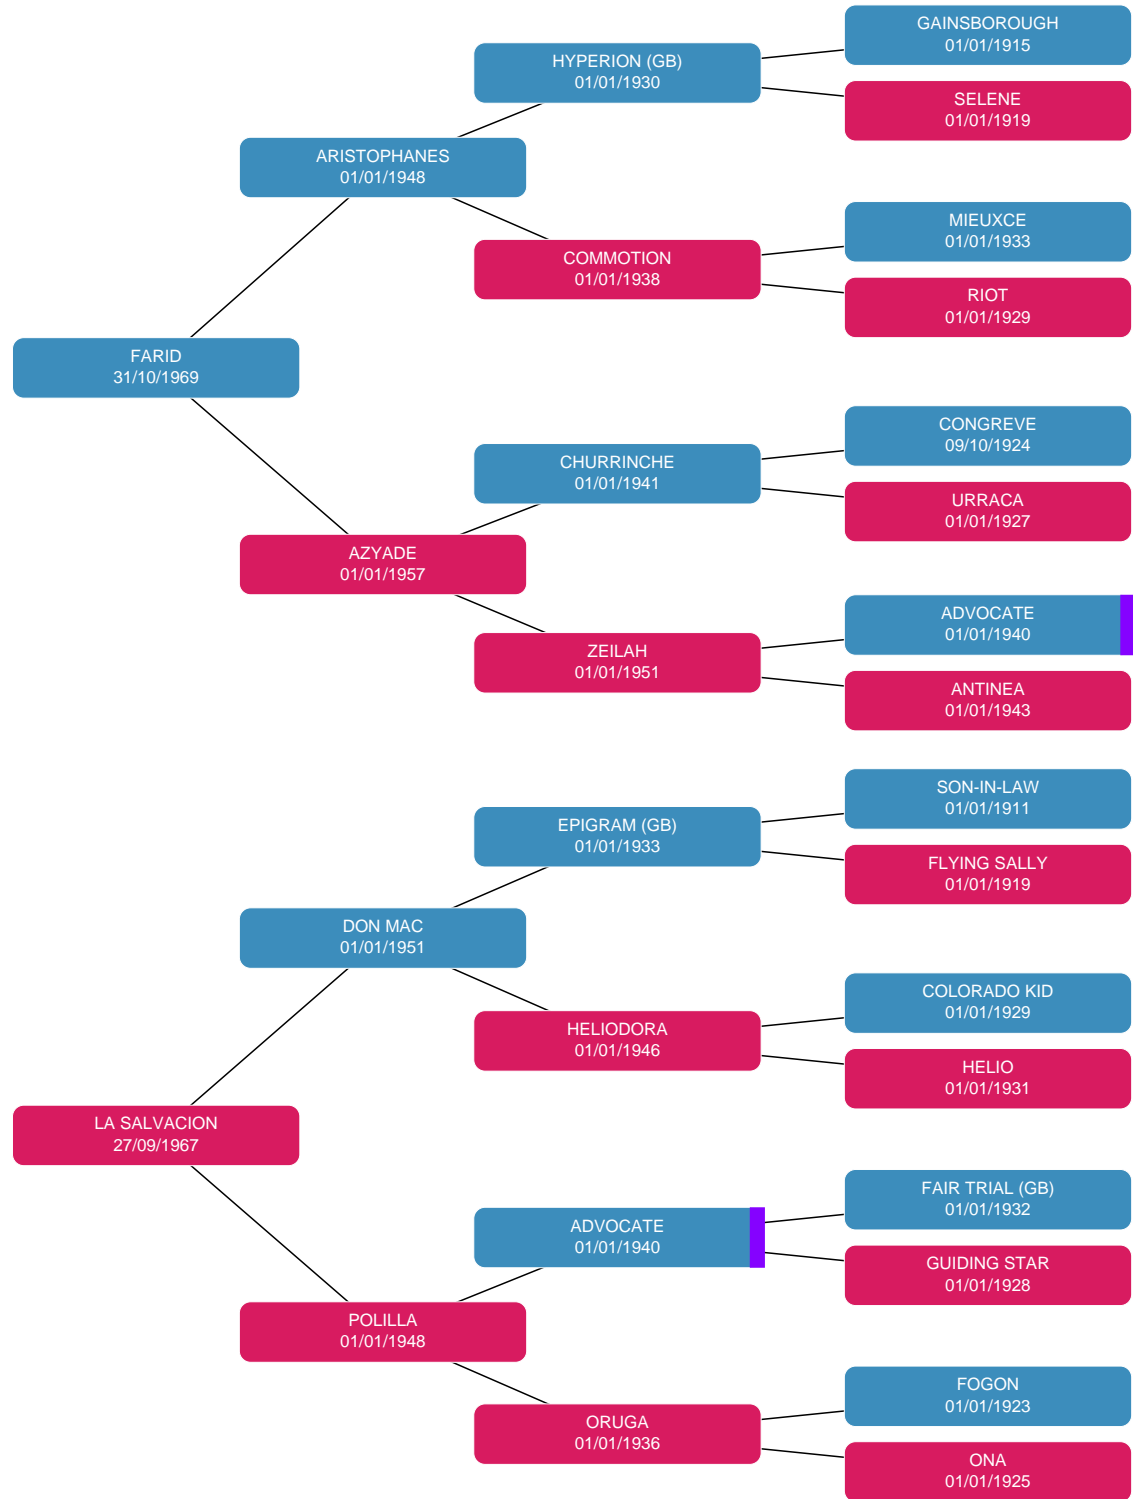 GAINSBOROUGH
01/01/1915
HYPERION (GB)
01/01/1930
SELENE
01/01/1919
ARISTOPHANES
01/01/1948
MIEUXCE
01/01/1933
COMMOTION
01/01/1938
RIOT
01/01/1929
FARID
31/10/1969
CONGREVE
09/10/1924
CHURRINCHE
01/01/1941
URRACA
01/01/1927
AZYADE
01/01/1957
ADVOCATE
01/01/1940
ZEILAH
01/01/1951
ANTINEA
01/01/1943
SON-IN-LAW
01/01/1911
EPIGRAM (GB)
01/01/1933
FLYING SALLY
01/01/1919
DON MAC
01/01/1951
COLORADO KID
01/01/1929
HELIODORA
01/01/1946
HELIO
01/01/1931
LA SALVACION
27/09/1967
FAIR TRIAL (GB)
01/01/1932
ADVOCATE
01/01/1940
GUIDING STAR
01/01/1928
POLILLA
01/01/1948
FOGON
01/01/1923
ORUGA
01/01/1936
ONA
01/01/1925